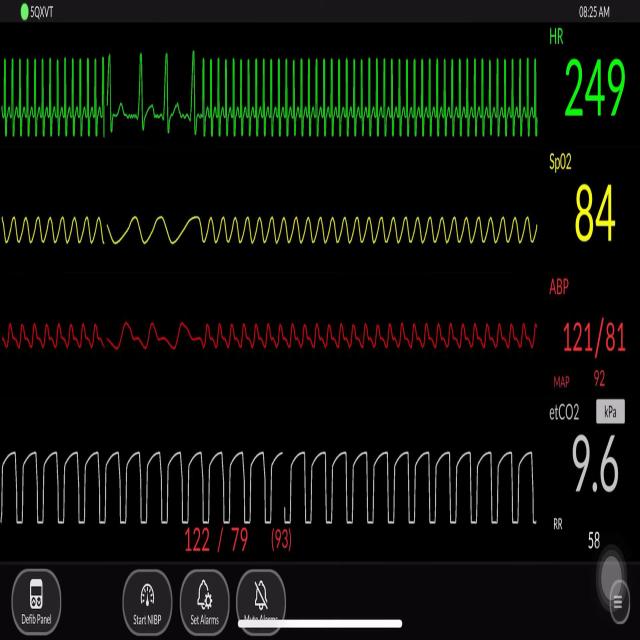 5QXVT
08:25 AM
HR
249
SpO2
84
ABP
121/81
MAP 92
etCO2 kPa
9.6
RR
58
122 / 79 (93)
Defib Panel
Start NIBP
Set Alarms
Mute Alarms